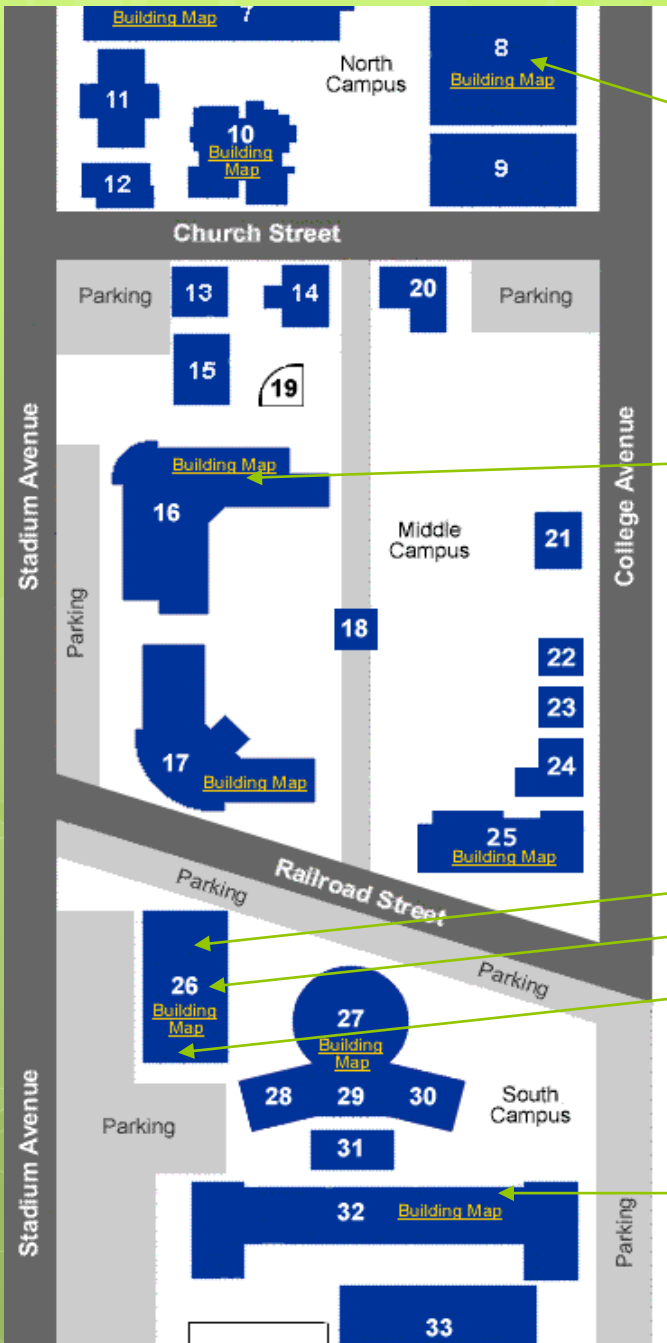 7
Building Map
8
Building Map
North
Campus
11
10
Building
Map
9
12
Church Street
Parking
13
14
20
Parking
15
19
Stadium Avenue
College Avenue
Building Map
16
Middle
Campus
21
Parking
18
22
23
17
Building Map
24
25
Building Map
Railroad Street
Parking
Parking
26
Building
Map
27
Building
Map
28
29
30
South
Campus
Parking
31
Stadium Avenue
32
Building Map
Parking
33